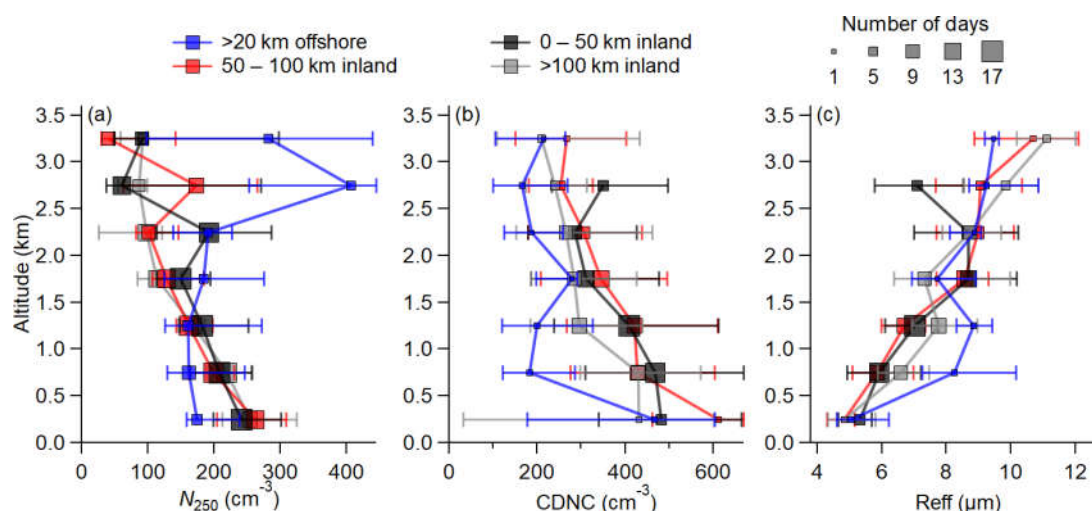 >20 km offshore
50 – 100 km inland
0 – 50 km inland
>100 km inland
Number of days
1 5 9 13 17
(a) (b) (c)
3.5
3.0
2.5
2.0
1.5
1.0
0.5
0.0
Altitude (km)
0 100 200 300 400
N250 (cm-3)
0 200 400 600
CDNC (cm-3)
4 6 8 10 12
Reff (µm)